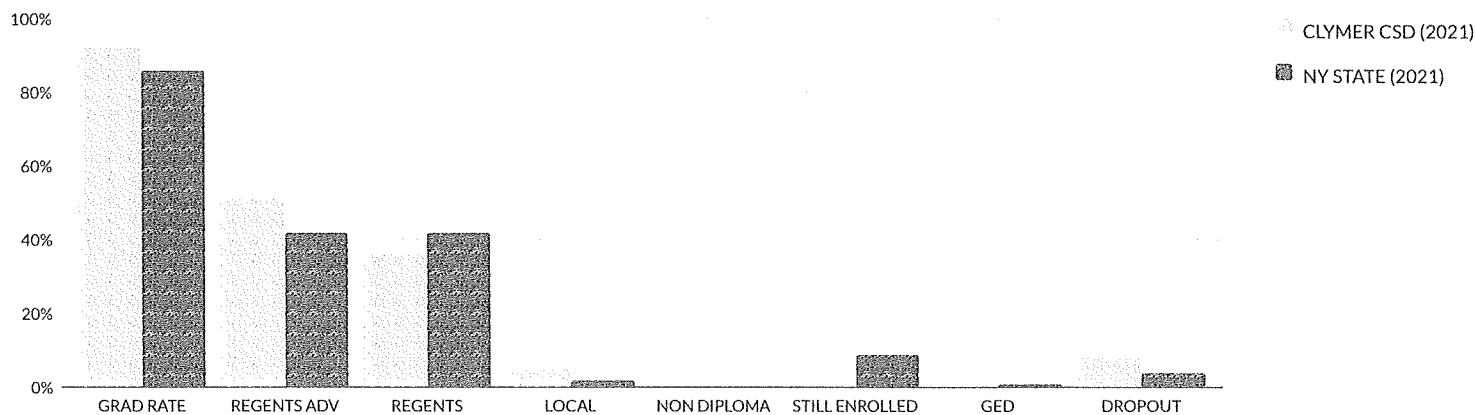 100%
80%
60%
40%
20%
0%
GRAD RATE
REGENTS ADV
REGENTS
LOCAL
NON DIPLOMA
STILL ENROLLED
GED
DROPOUT
CLYMER CSD (2021)
NY STATE (2021)